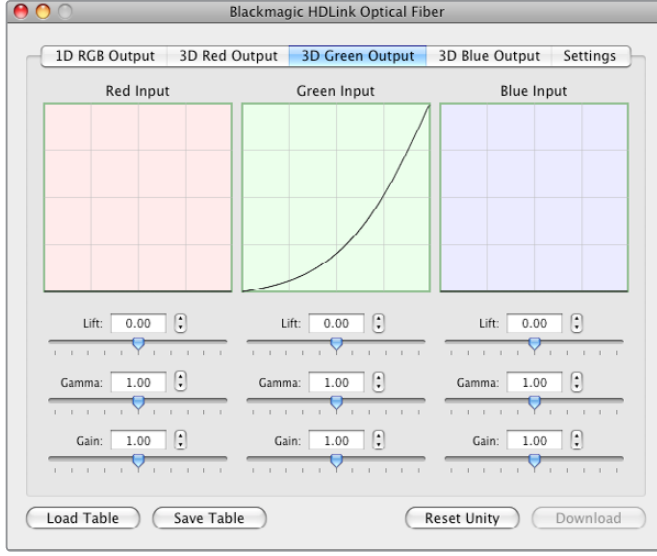 Blackmagic HDLink Optical Fiber
1D RGB Output 3D Red Output 3D Green Output 3D Blue Output Settings
Red Input Green Input Blue Input
Lift: 0.00 Lift: 0.00 Lift: 0.00
Gamma: 1.00 Gamma: 1.00 Gamma: 1.00
Gain: 1.00 Gain: 1.00 Gain: 1.00
Load Table Save Table Reset Unity Download